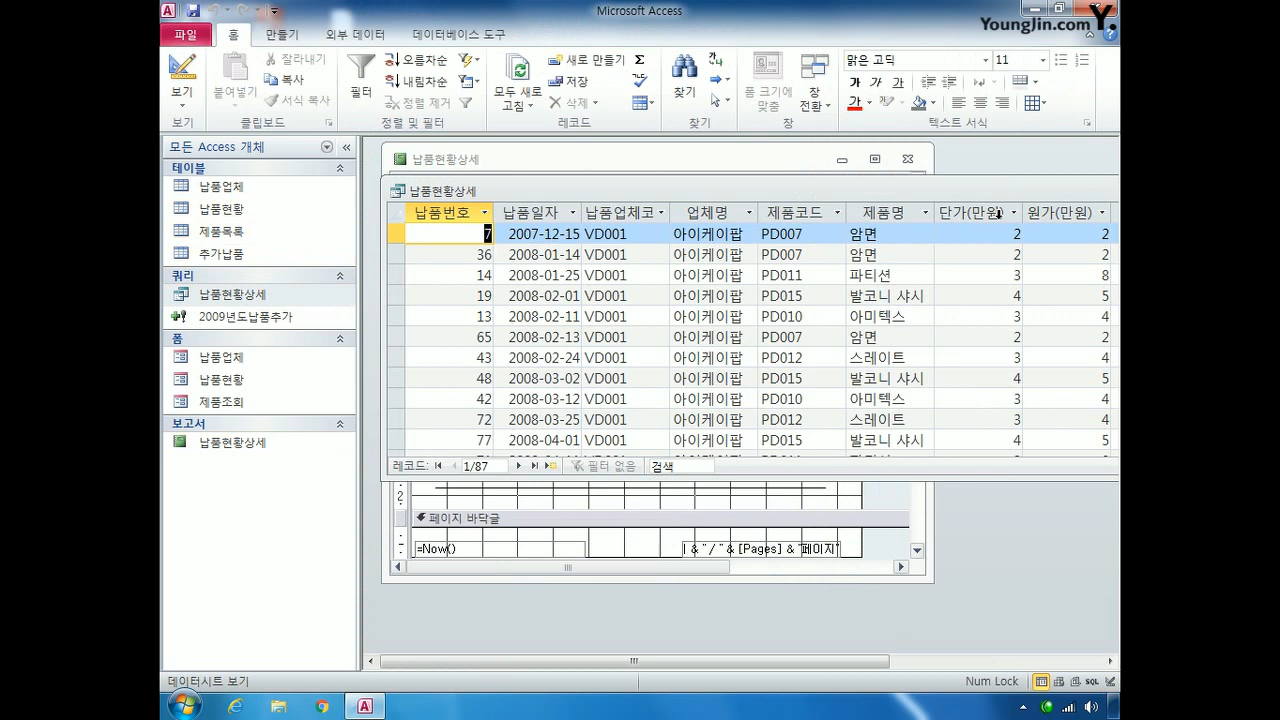 Microsoft Access
Younglin.com Y.
파일 홈 만들기 외부 데이터 데이터베이스 도구
보기 붙여넣기 잘라내기 복사 서식 복사
필터 오름차순 내림차순 정렬 제거
모두 새로 고침 새로 만들기 저장 삭제
찾기 폼 크기에 맞춤 창 전환
맑은 고딕 11
가 가 가
가
보기 클립보드 정렬 및 필터 레코드 찾기 창 텍스트 서식
모든 Access 개체
테이블
납품업체
납품현황
제품목록
추가납품
쿼리
납품현황상세
2009년도납품추가
폼
납품업체
납품현황
제품조회
보고서
납품현황상세
납품현황상세
납품현황상세
납품번호 납품일자 납품업체코 업체명 제품코드 제품명 단가(만원) 원가(만원)
7 2007-12-15 VD001 아이케이팝 PD007 암면 2 2
36 2008-01-14 VD001 아이케이팝 PD007 암면 2 2
14 2008-01-25 VD001 아이케이팝 PD011 파티션 3 8
19 2008-02-01 VD001 아이케이팝 PD015 발코니 샤시 4 5
13 2008-02-11 VD001 아이케이팝 PD010 아미텍스 3 4
65 2008-02-13 VD001 아이케이팝 PD007 암면 2 2
43 2008-02-24 VD001 아이케이팝 PD012 스레이트 3 4
48 2008-03-02 VD001 아이케이팝 PD015 발코니 샤시 4 5
42 2008-03-12 VD001 아이케이팝 PD010 아미텍스 3 4
72 2008-03-25 VD001 아이케이팝 PD012 스레이트 3 4
77 2008-04-01 VD001 아이케이팝 PD015 발코니 샤시 4 5
레코드: 1/87 필터 없음 검색
2
페이지 바닥글
=Now() & "/ " & [Pages] & "페이지"
데이터시트 보기 Num Lock SQL